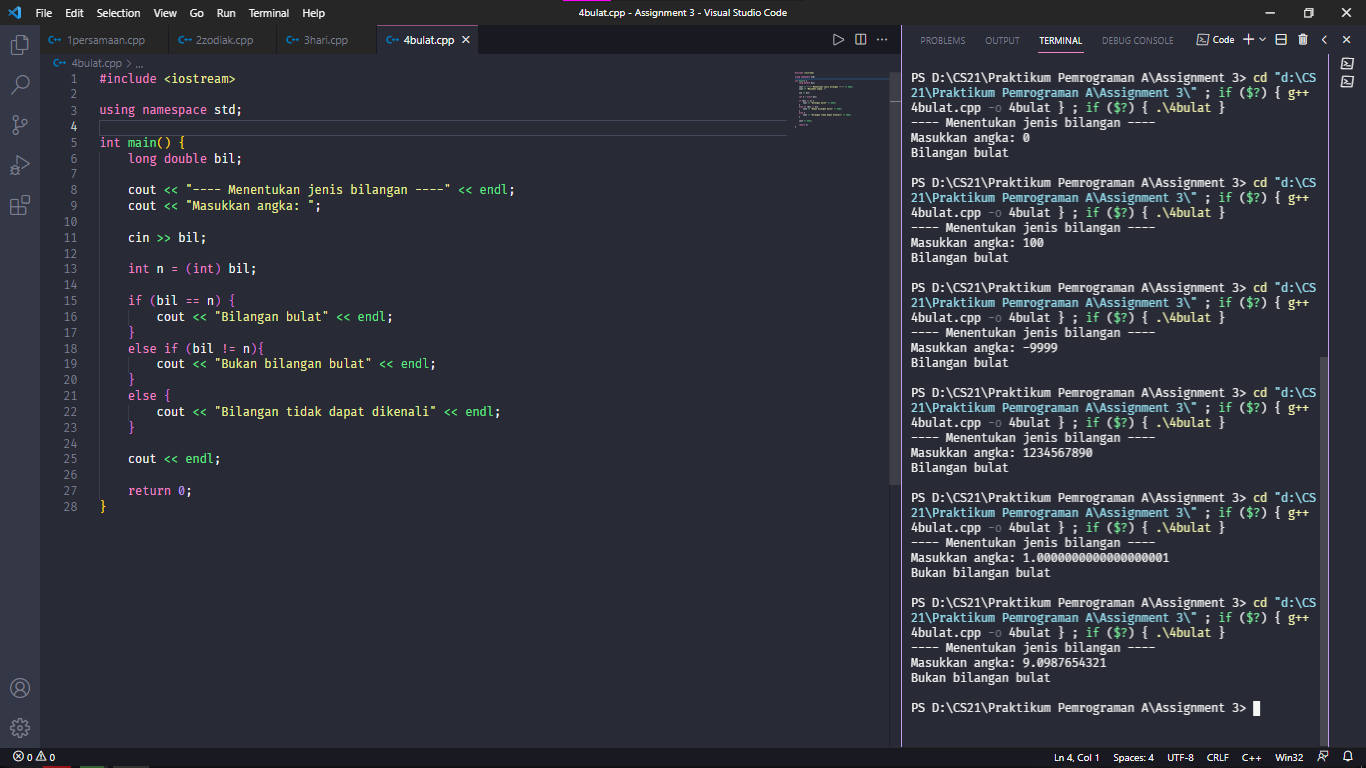 File Edit Selection View Go Run Terminal Help
4bulat.cpp - Assignment 3 - Visual Studio Code
1persamaan.cpp
2zodiak.cpp
3hari.cpp
4bulat.cpp
4bulat.cpp > ...
1 #include <iostream>
2
3 using namespace std;
4
5 int main() {
6     long double bil;
7
8     cout << "---- Menentukan jenis bilangan ----" << endl;
9     cout << "Masukkan angka: ";
10
11     cin >> bil;
12
13     int n = (int) bil;
14
15     if (bil == n) {
16         cout << "Bilangan bulat" << endl;
17     }
18     else if (bil != n){
19         cout << "Bukan bilangan bulat" << endl;
20     }
21     else {
22         cout << "Bilangan tidak dapat dikenali" << endl;
23     }
24
25     cout << endl;
26
27     return 0;
28 }
PROBLEMS OUTPUT TERMINAL DEBUG CONSOLE
Code
PS D:\CS21\Praktikum Pemrograman A\Assignment 3> cd "d:\CS
21\Praktikum Pemrograman A\Assignment 3\" ; if ($?) { g++
4bulat.cpp -o 4bulat } ; if ($?) { .\4bulat }
---- Menentukan jenis bilangan ----
Masukkan angka: 0
Bilangan bulat
PS D:\CS21\Praktikum Pemrograman A\Assignment 3> cd "d:\CS
21\Praktikum Pemrograman A\Assignment 3\" ; if ($?) { g++
4bulat.cpp -o 4bulat } ; if ($?) { .\4bulat }
---- Menentukan jenis bilangan ----
Masukkan angka: 100
Bilangan bulat
PS D:\CS21\Praktikum Pemrograman A\Assignment 3> cd "d:\CS
21\Praktikum Pemrograman A\Assignment 3\" ; if ($?) { g++
4bulat.cpp -o 4bulat } ; if ($?) { .\4bulat }
---- Menentukan jenis bilangan ----
Masukkan angka: -9999
Bilangan bulat
PS D:\CS21\Praktikum Pemrograman A\Assignment 3> cd "d:\CS
21\Praktikum Pemrograman A\Assignment 3\" ; if ($?) { g++
4bulat.cpp -o 4bulat } ; if ($?) { .\4bulat }
---- Menentukan jenis bilangan ----
Masukkan angka: 1234567890
Bilangan bulat
PS D:\CS21\Praktikum Pemrograman A\Assignment 3> cd "d:\CS
21\Praktikum Pemrograman A\Assignment 3\" ; if ($?) { g++
4bulat.cpp -o 4bulat } ; if ($?) { .\4bulat }
---- Menentukan jenis bilangan ----
Masukkan angka: 1.0000000000000000001
Bukan bilangan bulat
PS D:\CS21\Praktikum Pemrograman A\Assignment 3> cd "d:\CS
21\Praktikum Pemrograman A\Assignment 3\" ; if ($?) { g++
4bulat.cpp -o 4bulat } ; if ($?) { .\4bulat }
---- Menentukan jenis bilangan ----
Masukkan angka: 9.0987654321
Bukan bilangan bulat
PS D:\CS21\Praktikum Pemrograman A\Assignment 3>
0 0
Ln 4, Col 1 Spaces: 4 UTF-8 CRLF C++ Win32